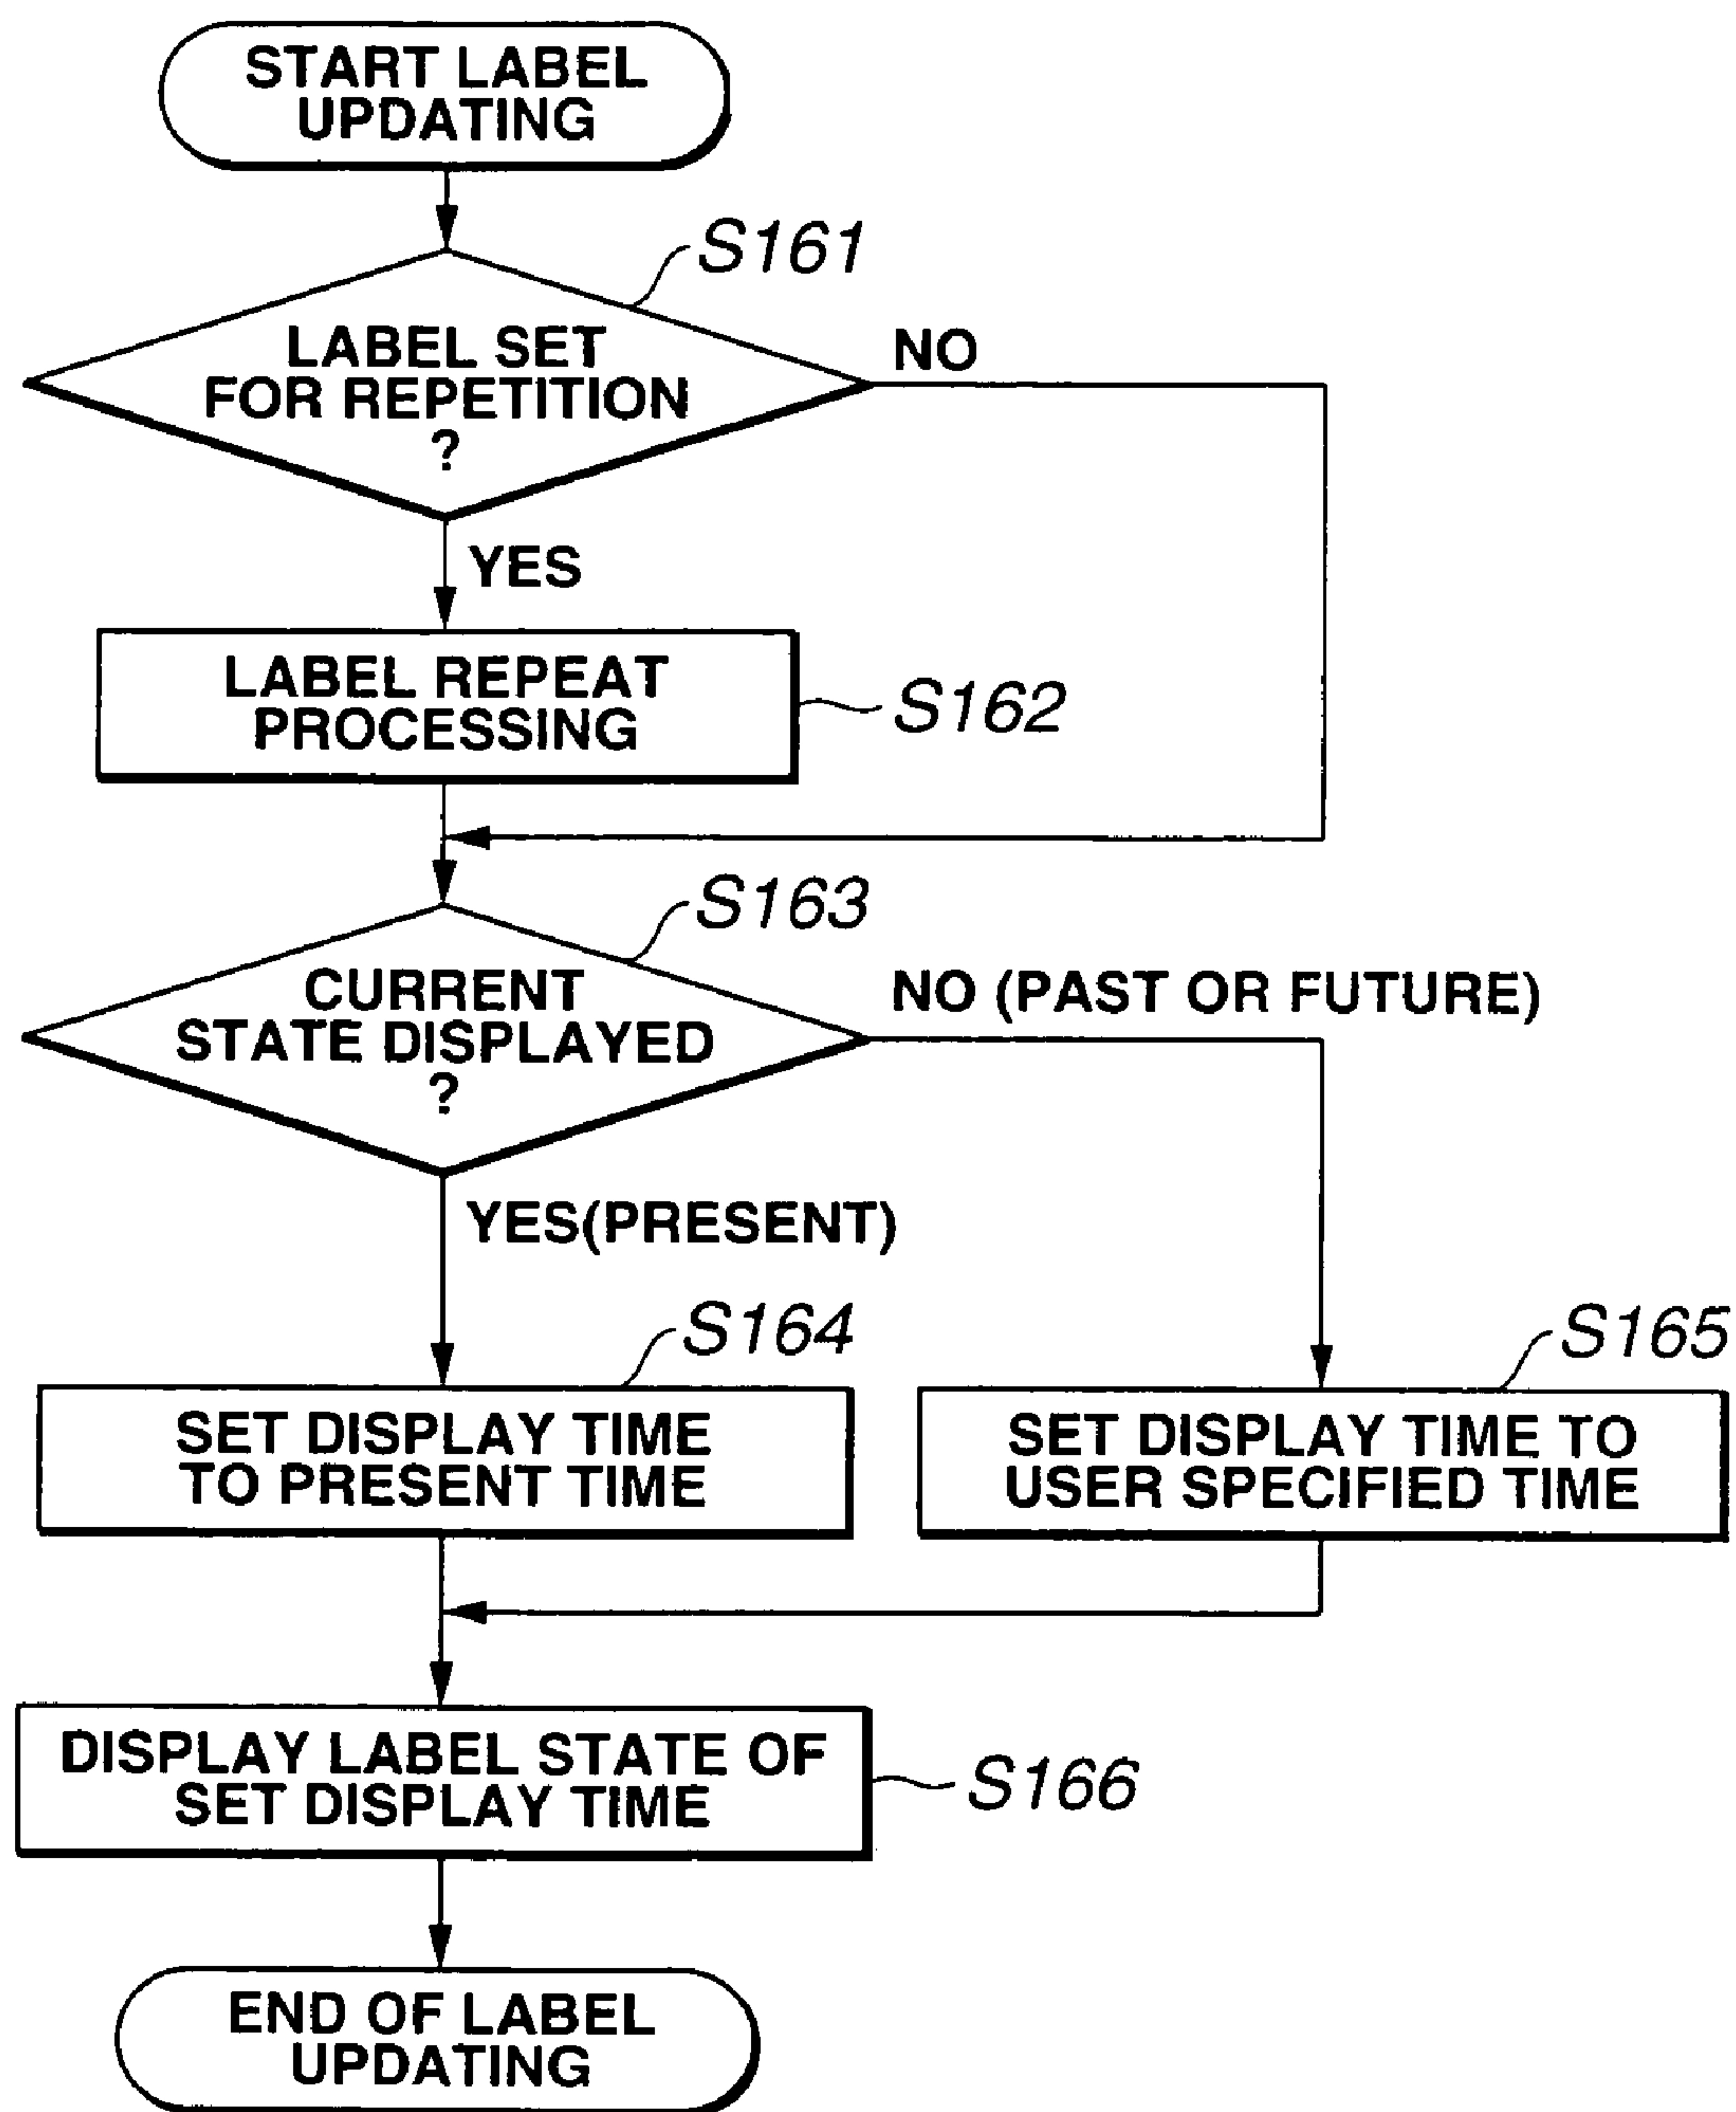 START LABEL
UPDATING
S161
LABEL SET
FOR REPETITION
?
NO
YES
LABEL REPEAT
PROCESSING
S162
S163
CURRENT
STATE DISPLAYED
?
NO (PAST OR FUTURE)
YES(PRESENT)
S164
S165
SET DISPLAY TIME
TO PRESENT TIME
SET DISPLAY TIME TO
USER SPECIFIED TIME
DISPLAY LABEL STATE OF
SET DISPLAY TIME
S166
END OF LABEL
UPDATING